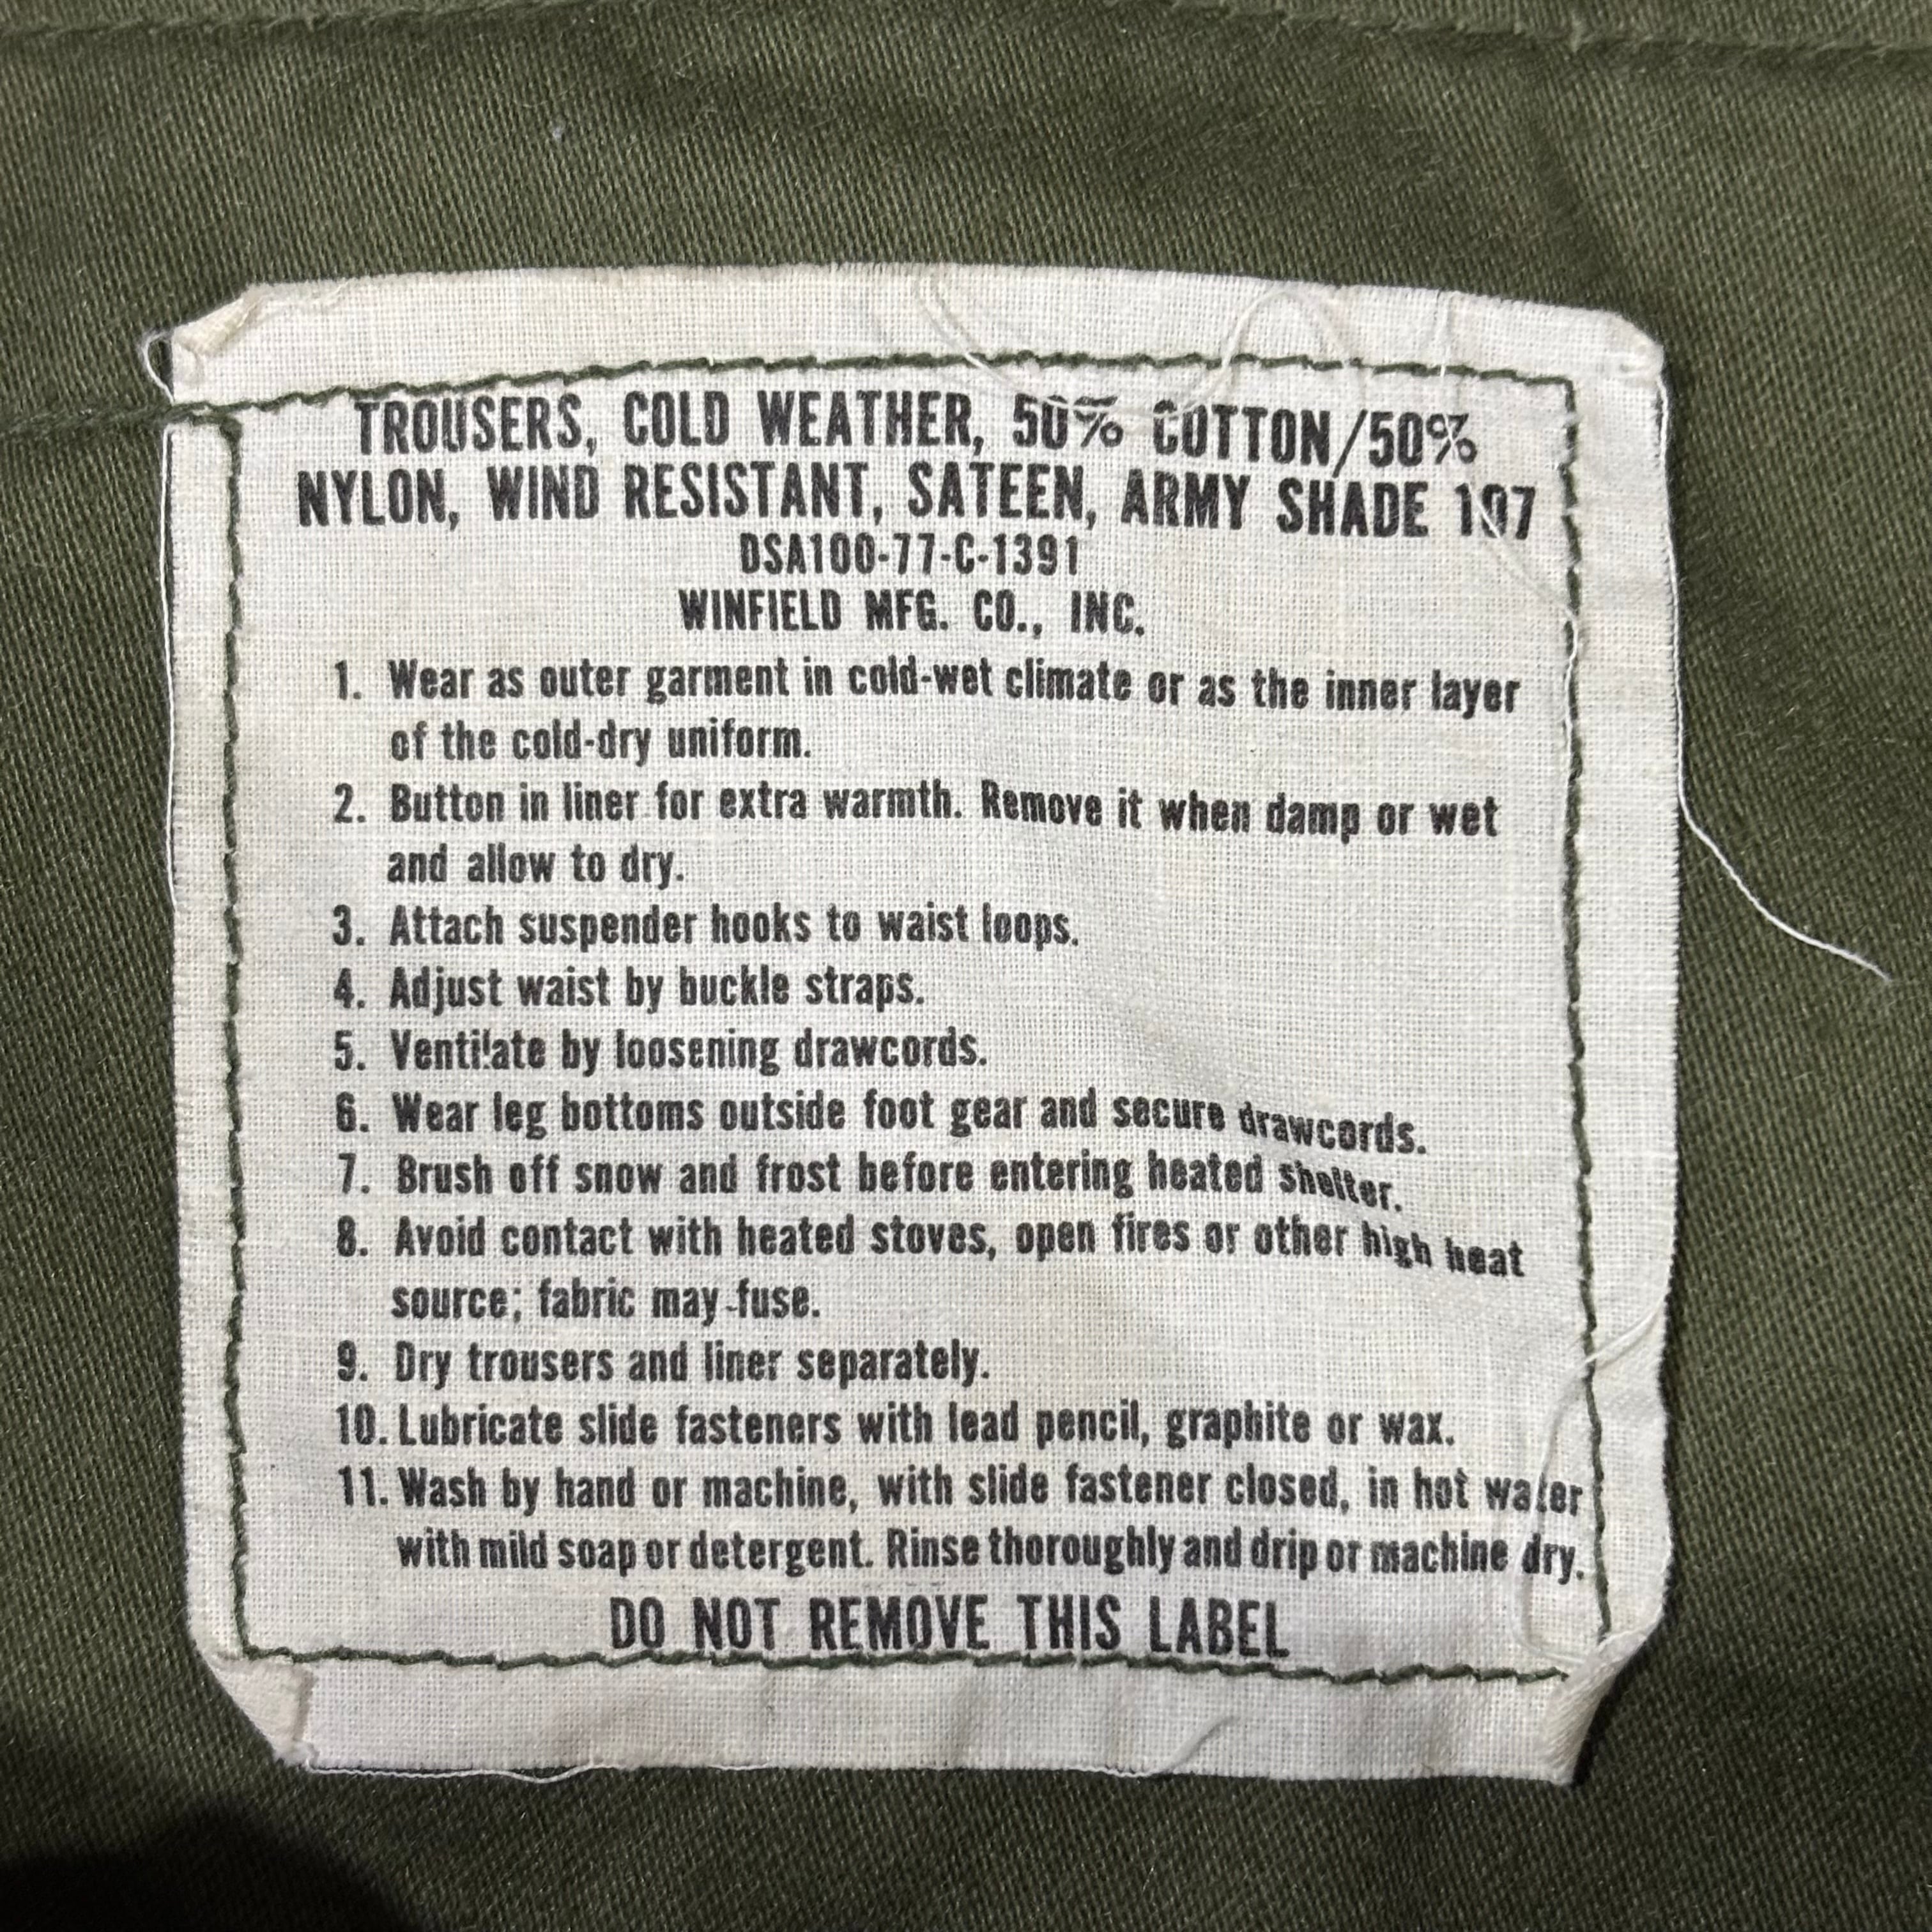 TROUSERS, COLD WEATHER, 50% COTTON/50%
NYLON, WIND RESISTANT, SATEEN, ARMY SHADE 107
DSA100-77-C-1391
WINFIELD MFG. CO., INC.
1. Wear as outer garment in cold-wet climate or as the inner layer
of the cold-dry uniform.
2. Button in liner for extra warmth. Remove it when damp or wet
and allow to dry.
3. Attach suspender hooks to waist loops.
4. Adjust waist by buckle straps.
5. Ventilate by loosening drawcords.
6. Wear leg bottoms outside foot gear and secure drawcords.
7. Brush off snow and frost before entering heated shelter.
8. Avoid contact with heated stoves, open fires or other high heat
source; fabric may fuse.
9. Dry trousers and liner separately.
10. Lubricate slide fasteners with lead pencil, graphite or wax.
11. Wash by hand or machine, with slide fastener closed, in hot water
with mild soap or detergent. Rinse thoroughly and drip or machine dry.
DO NOT REMOVE THIS LABEL